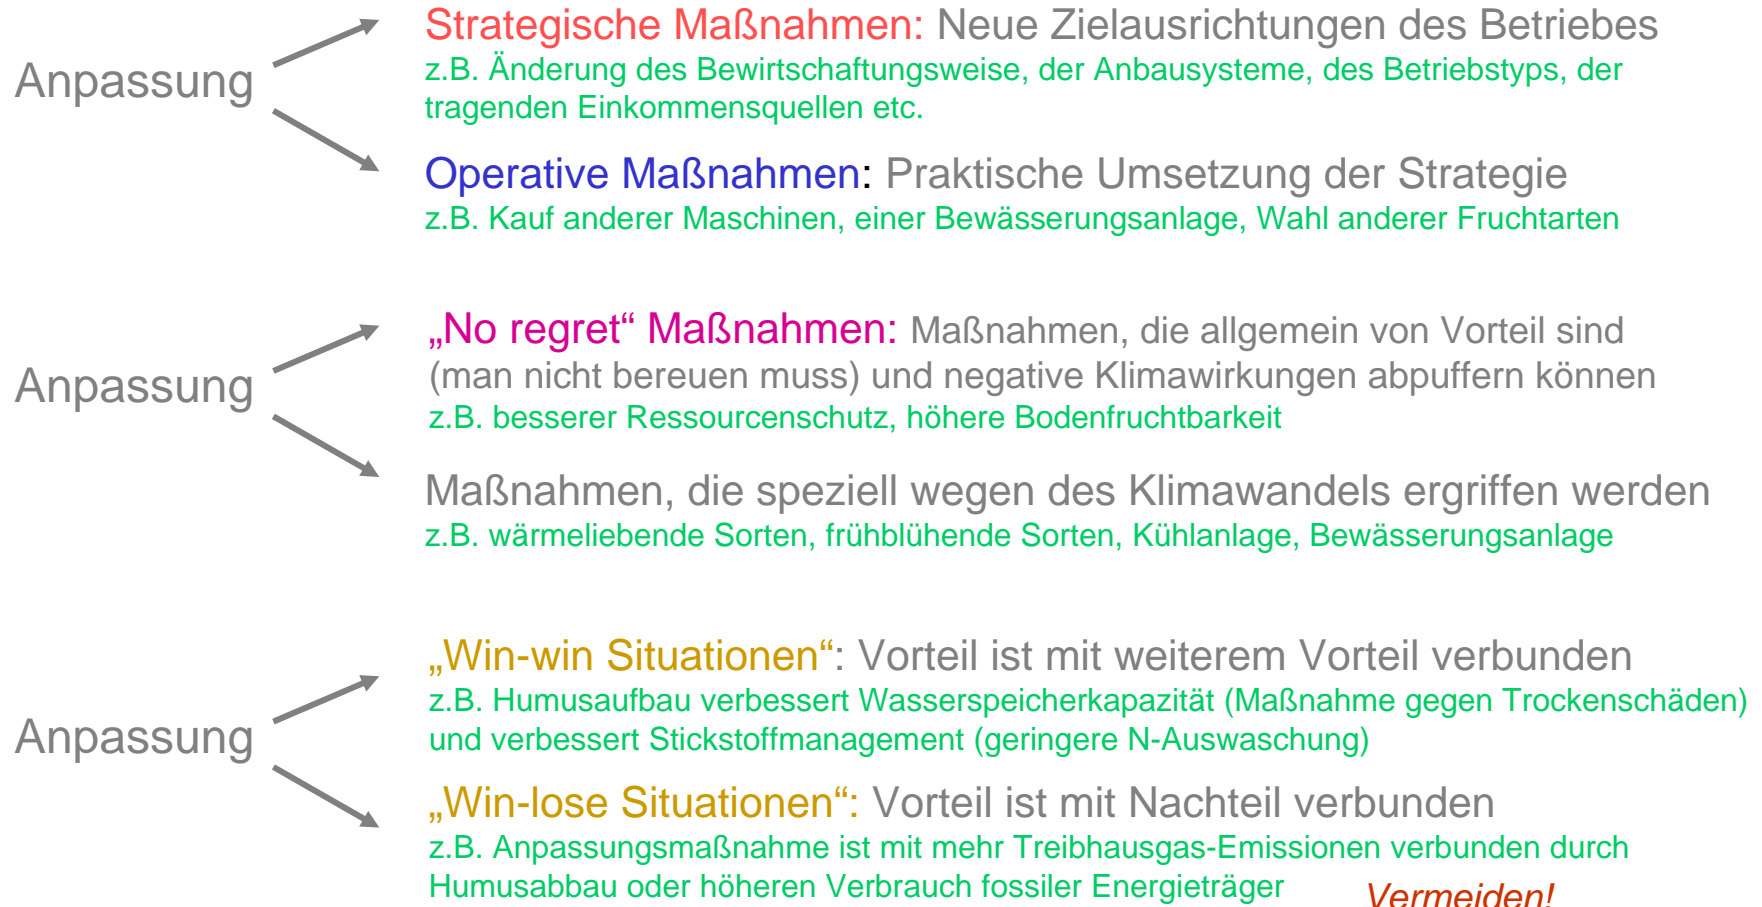 Strategische Maßnahmen: Neue Zielausrichtungen des Betriebes
Anpassung
z.B. Änderung des Bewirtschaftungsweise, der Anbausysteme, des Betriebstyps, der
tragenden Einkommensquellen etc.
Operative Maßnahmen: Praktische Umsetzung der Strategie
z.B. Kauf anderer Maschinen, einer Bewässerungsanlage, Wahl anderer Fruchtarten
„No regret“ Maßnahmen: Maßnahmen, die allgemein von Vorteil sind
Anpassung
(man nicht bereuen muss) und negative Klimawirkungen abpuffern können
z.B. besserer Ressourcenschutz, höhere Bodenfruchtbarkeit
Maßnahmen, die speziell wegen des Klimawandels ergriffen werden
z.B. wärmeliebende Sorten, frühblühende Sorten, Kühlanlage, Bewässerungsanlage
„Win-win Situationen“: Vorteil ist mit weiterem Vorteil verbunden
z.B. Humusaufbau verbessert Wasserspeicherkapazität (Maßnahme gegen Trockenschäden)
Anpassung
und verbessert Stickstoffmanagement (geringere N-Auswaschung)
„Win-lose Situationen“: Vorteil ist mit Nachteil verbunden
z.B. Anpassungsmaßnahme ist mit mehr Treibhausgas-Emissionen verbunden durch
Humusabbau oder höheren Verbrauch fossiler Energieträger
Vermeiden!